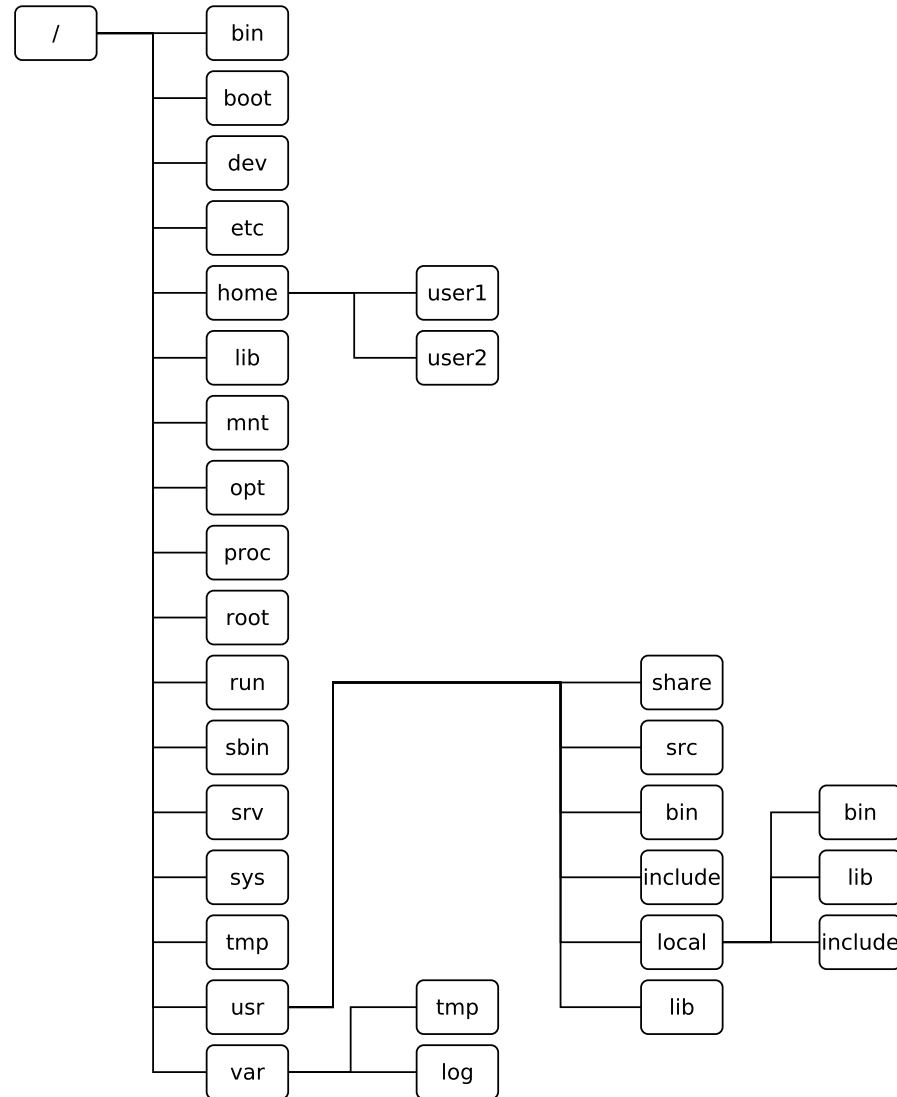 /
bin
boot
dev
etc
home
user1
lib
user2
mnt
opt
proc
root
run
share
sbin
src
srv
bin
bin
sys
include
lib
tmp
local
include
usr
tmp
lib
var
log